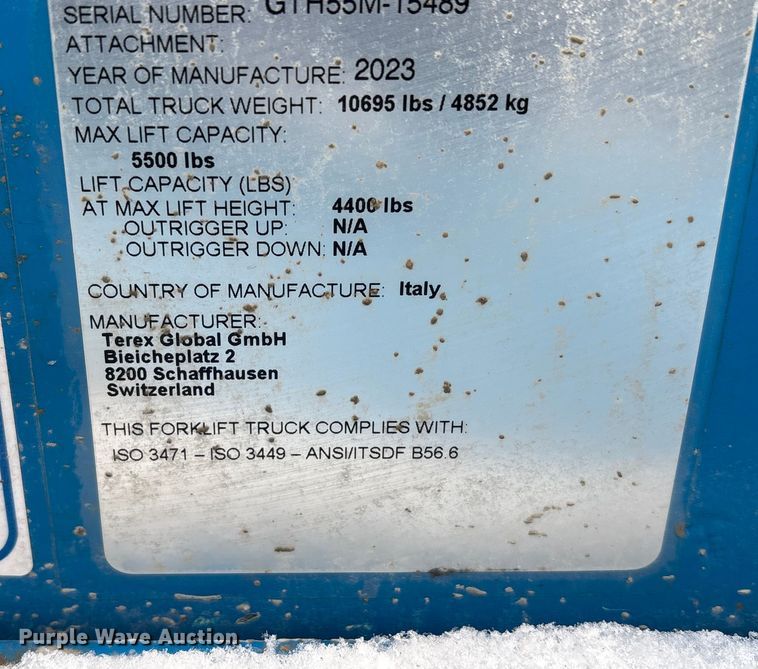 SERIAL NUMBER: GTH55M-15489
ATTACHMENT:
YEAR OF MANUFACTURE: 2023
TOTAL TRUCK WEIGHT: 10695 lbs / 4852 kg
MAX LIFT CAPACITY:
5500 lbs
LIFT CAPACITY (LBS)
AT MAX LIFT HEIGHT: 4400 lbs
OUTRIGGER UP: N/A
OUTRIGGER DOWN: N/A
COUNTRY OF MANUFACTURE: Italy
MANUFACTURER:
Terex Global GmbH
Bleicheplatz 2
8200 Schaffhausen
Switzerland
THIS FORKLIFT TRUCK COMPLIES WITH:
ISO 3471 – ISO 3449 – ANSI/ITSDF B56.6
Purple Wave Auction